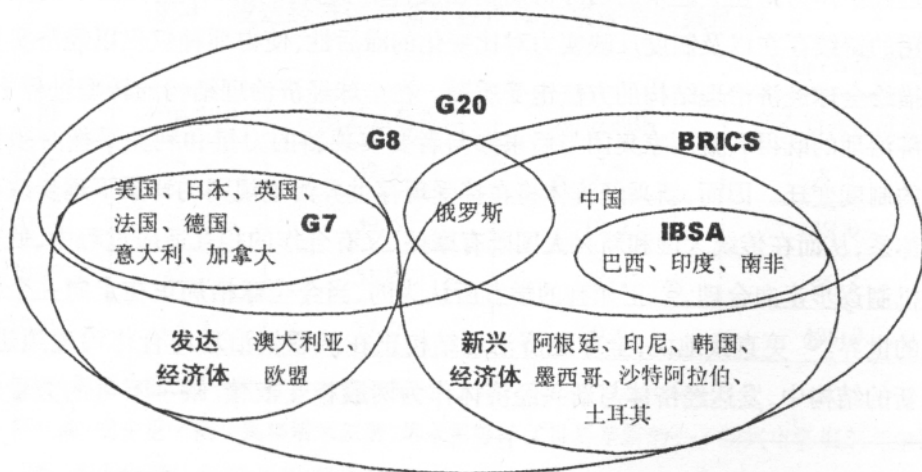 G20
G8
BRICS
美国、日本、英国、
法国、德国、
意大利、加拿大
G7
俄罗斯
中国
IBSA
巴西、印度、南非
发达
经济体
澳大利亚、
欧盟
新兴
经济体
阿根廷、印尼、韩国、
墨西哥、沙特阿拉伯、
土耳其